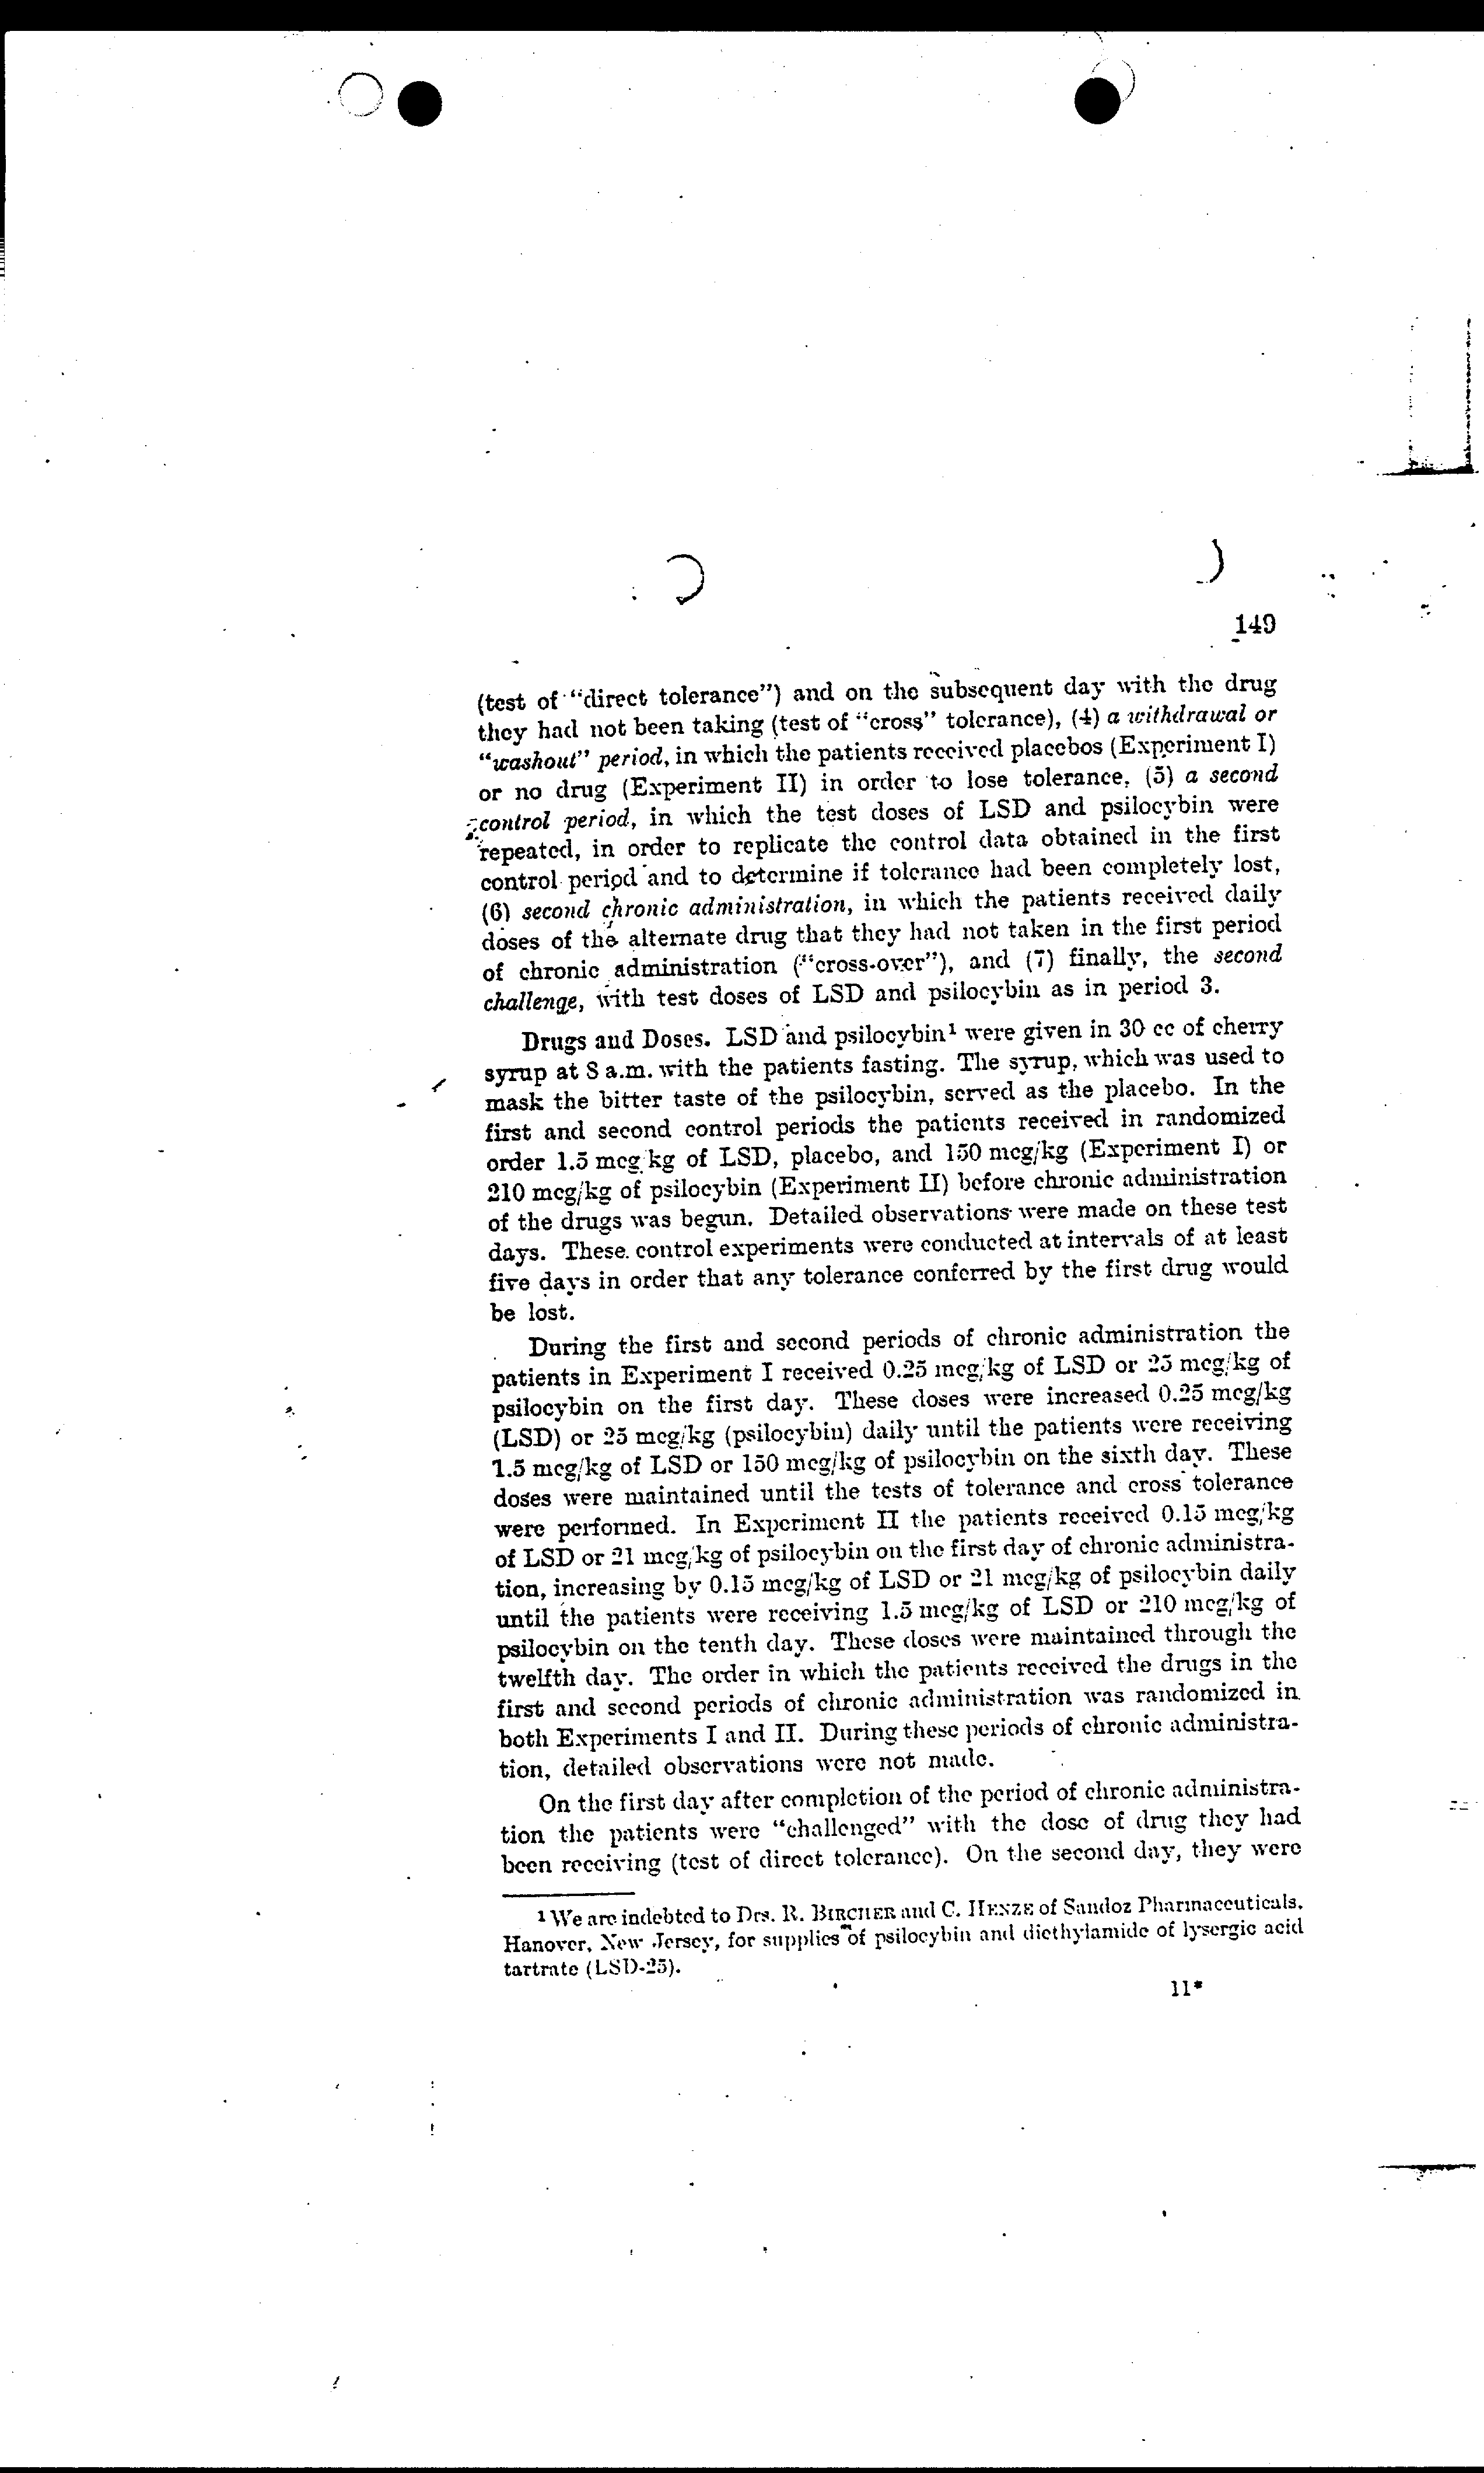 149
(test of "direct tolerance") and on the subsequent day with the drug
they had not been taking (test of "cross" tolerance), (4) a withdrawal or
"washout" period, in which the patients received placebos (Experiment I)
or no drug (Experiment II) in order to lose tolerance, (5) a second
control period, in which the test doses of LSD and psilocybin were
repeated, in order to replicate the control data obtained in the first
control period and to determine if tolerance had been completely lost,
(6) second chronic administration, in which the patients received daily
doses of the alternate drug that they had not taken in the first period
of chronic administration ("cross-over"), and (7) finally, the second
challenge, with test doses of LSD and psilocybin as in period 3.
Drugs and Doses. LSD and psilocybin¹ were given in 30 cc of cherry
syrup at 8 a.m. with the patients fasting. The syrup, which was used to
mask the bitter taste of the psilocybin, served as the placebo. In the
first and second control periods the patients received in randomized
order 1.5 mcg/kg of LSD, placebo, and 150 mcg/kg (Experiment I) or
210 mcg/kg of psilocybin (Experiment II) before chronic administration
of the drugs was begun. Detailed observations were made on these test
days. These control experiments were conducted at intervals of at least
five days in order that any tolerance conferred by the first drug would
be lost.
During the first and second periods of chronic administration the
patients in Experiment I received 0.25 mcg/kg of LSD or 25 mcg/kg of
psilocybin on the first day. These doses were increased 0.25 mcg/kg
(LSD) or 25 mcg/kg (psilocybin) daily until the patients were receiving
1.5 mcg/kg of LSD or 150 mcg/kg of psilocybin on the sixth day. These
doses were maintained until the tests of tolerance and cross tolerance
were performed. In Experiment II the patients received 0.15 mcg/kg
of LSD or 21 mcg/kg of psilocybin on the first day of chronic administra-
tion, increasing by 0.15 mcg/kg of LSD or 21 mcg/kg of psilocybin daily
until the patients were receiving 1.5 mcg/kg of LSD or 210 mcg/kg of
psilocybin on the tenth day. These doses were maintained through the
twelfth day. The order in which the patients received the drugs in the
first and second periods of chronic administration was randomized in
both Experiments I and II. During these periods of chronic administra-
tion, detailed observations were not made.
On the first day after completion of the period of chronic administra-
tion the patients were "challenged" with the dose of drug they had
been receiving (test of direct tolerance). On the second day, they were
¹ We are indebted to Drs. R. BIRCHER and C. HENZE of Sandoz Pharmaceuticals,
Hanover, New Jersey, for supplies of psilocybin and diethylamide of lysergic acid
tartrate (LSD-25).
11*